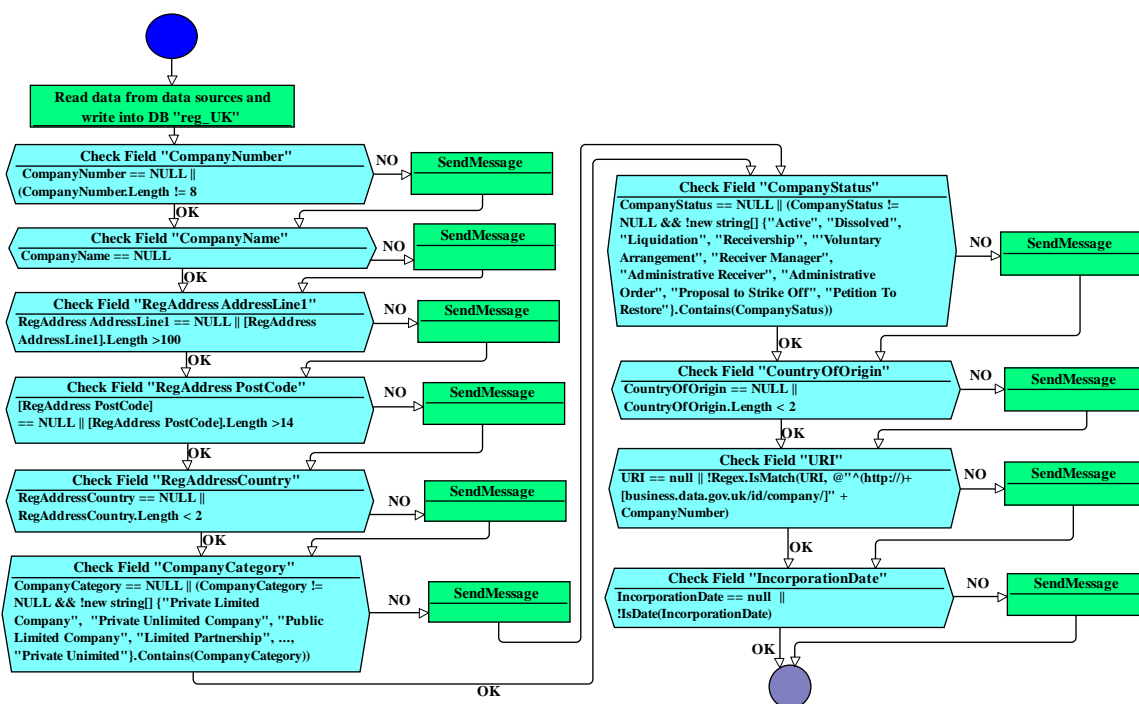 Read data from data sources and
write into DB "reg_UK"
Check Field "CompanyNumber"
CompanyNumber == NULL ||
(CompanyNumber.Length != 8
NO
SendMessage
OK
Check Field "CompanyName"
CompanyName == NULL
NO
SendMessage
OK
Check Field "RegAddress AddressLine1"
RegAddress AddressLine1 == NULL || [RegAddress
AddressLine1].Length >100
NO
SendMessage
OK
Check Field "RegAddress PostCode"
[RegAddress PostCode]
== NULL || [RegAddress PostCode].Length >14
NO
SendMessage
OK
Check Field "RegAddressCountry"
RegAddressCountry == NULL ||
RegAddressCountry.Length < 2
NO
SendMessage
OK
Check Field "CompanyCategory"
CompanyCategory == NULL || (CompanyCategory !=
NULL && !new string[] {"Private Limited
Company", "Private Unlimited Company", "Public
Limited Company", "Limited Partnership", ...,
"Private Unimited"}.Contains(CompanyCategory))
NO
SendMessage
OK
Check Field "CompanyStatus"
CompanyStatus == NULL || (CompanyStatus !=
NULL && !new string[] {"Active", "Dissolved",
"Liquidation", "Receivership", "'Voluntary
Arrangement", "Receiver Manager",
"Administrative Receiver", "Administrative
Order", "Proposal to Strike Off", "Petition To
Restore"}.Contains(CompanySatus))
NO
SendMessage
OK
Check Field "CountryOfOrigin"
CountryOfOrigin == NULL ||
CountryOfOrigin.Length < 2
NO
SendMessage
OK
Check Field "URI"
URI == null || !Regex.IsMatch(URI, @"^(http://)+
[business.data.gov.uk/id/company/]" +
CompanyNumber)
NO
SendMessage
OK
Check Field "IncorporationDate"
IncorporationDate == null ||
!IsDate(IncorporationDate)
NO
SendMessage
OK